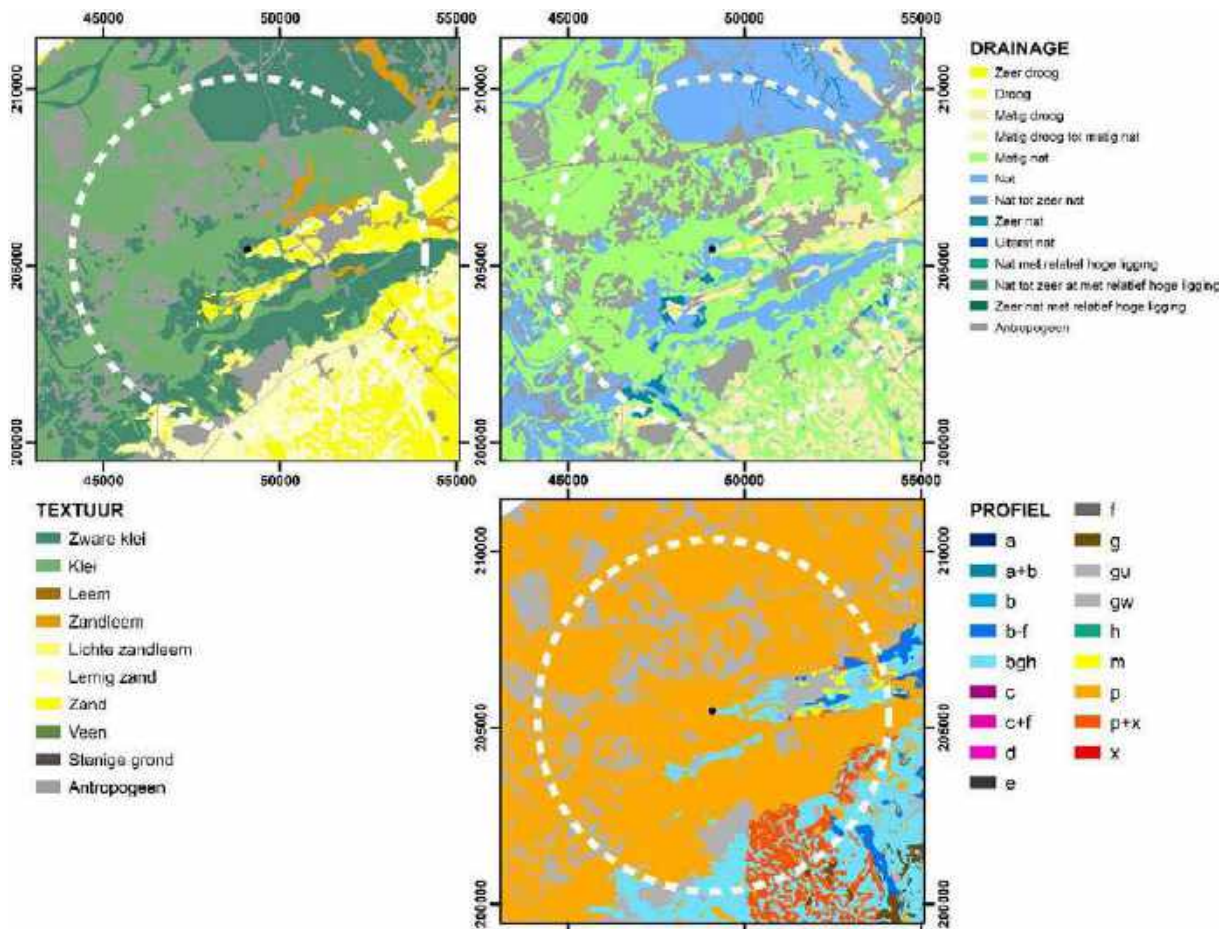 45000 50000 55000
45000 50000 55000
210000
205000
200000
210000
205000
200000
45000 50000 55000
45000 50000 55000
DRAINAGE
Zeer droog
Droog
Matig droog
Matig droog tot matig nat
Matig nat
Nat
Nat tot zeer nat
Zeer nat
Uiterst nat
Nat met relatief hoge ligging
Nat tot zeer at met relatief hoge ligging
Zeer nat met relatief hoge ligging
Antropogeen
TEXTUUR
Zware klei
Klei
Leem
Zandleem
Lichte zandleem
Lemig zand
Zand
Veen
Stenige grond
Antropogeen
210000
205000
200000
PROFIEL
a
a+b
b
b-f
bgh
c
c+f
d
e
f
g
gu
gw
h
m
p
p+x
x